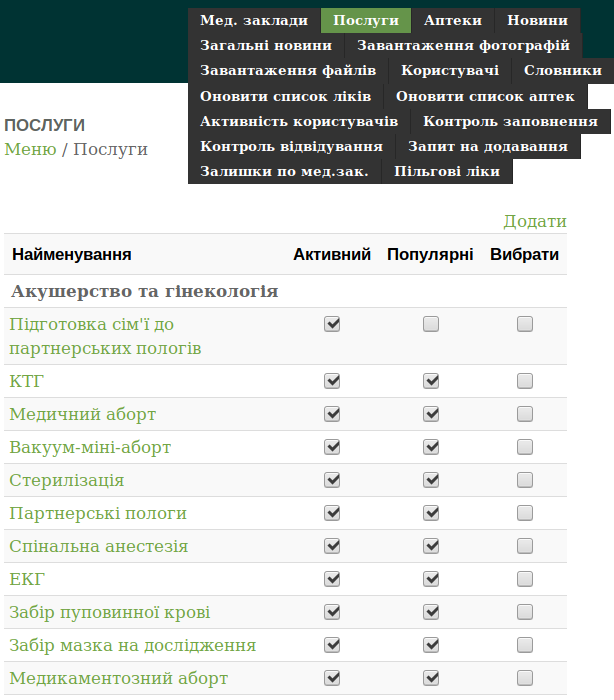 Мед. заклади Послуги Аптеки Новини
Загальні новини Завантаження фотографій
Завантаження файлів Користувачі Словники
Оновити список ліків Оновити список аптек
Активність користувачів Контроль заповнення
Контроль відвідування Запит на додавання
Залишки по мед.зак. Пільгові ліки
ПОСЛУГИ
Меню / Послуги
Додати
Найменування Активний Популярні Вибрати
Акушерство та гінекологія
Підготовка сім'ї до
партнерських пологів
КТГ
Медичний аборт
Вакуум-міні-аборт
Стерилізація
Партнерські пологи
Спінальна анестезія
ЕКГ
Забір пуповинної крові
Забір мазка на дослідження
Медикаментозний аборт